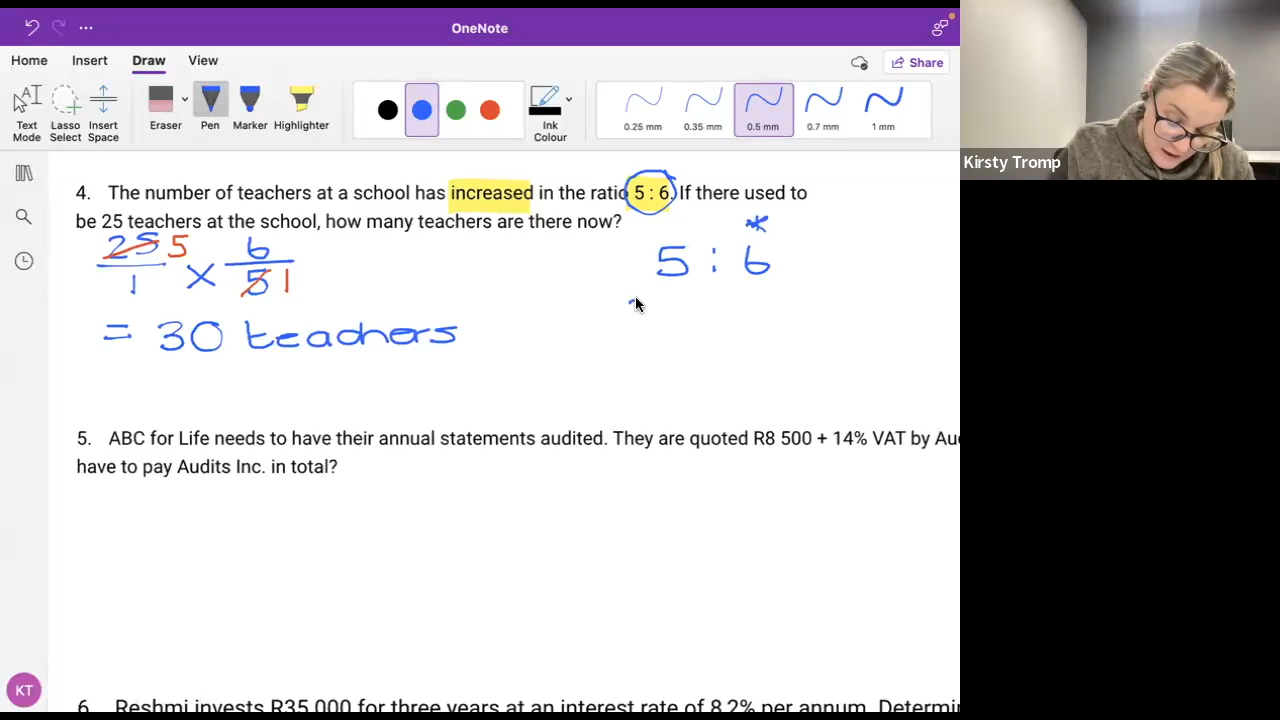 OneNote
Home Insert Draw View
Share
Text Mode
Lasso Select
Insert Space
Eraser
Pen
Marker
Highlighter
Ink Colour
0.25 mm
0.35 mm
0.5 mm
0.7 mm
1 mm
Kirsty Tromp
4. The number of teachers at a school has increased in the ratio 5 : 6. If there used to
be 25 teachers at the school, how many teachers are there now?
25 5 6
1 × 5 1
= 30 teachers
*
5 : 6
5. ABC for Life needs to have their annual statements audited. They are quoted R8 500 + 14% VAT by Au
have to pay Audits Inc. in total?
KT
6. Reshmi invests R35 000 for three years at an interest rate of 8,2% per annum. Determin